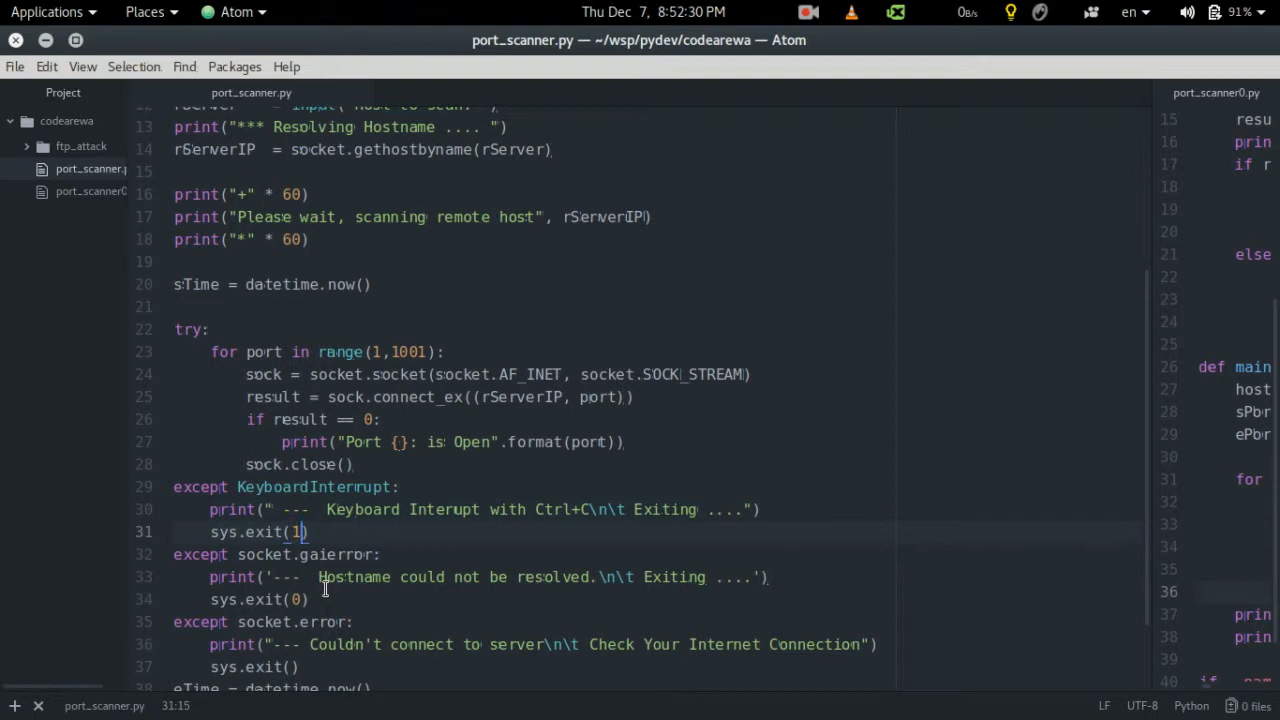 Applications Places Atom Thu Dec 7, 8:52:30 PM 0B/s en 91%
port_scanner.py — ~/wsp/pydev/codearewa — Atom
File Edit View Selection Find Packages Help
Project port_scanner.py port_scanner0.py
codearewa
ftp_attack
port_scanner.p
port_scanner0
13 print("*** Resolving Hostname .... ")
14 rServerIP = socket.gethostbyname(rServer)
15
16 print("+" * 60)
17 print("Please wait, scanning remote host", rServerIP)
18 print("*" * 60)
19
20 sTime = datetime.now()
21
22 try:
23 for port in range(1,1001):
24 sock = socket.socket(socket.AF_INET, socket.SOCK_STREAM)
25 result = sock.connect_ex((rServerIP, port))
26 if result == 0:
27 print("Port {}: is Open".format(port))
28 sock.close()
29 except KeyboardInterrupt:
30 print(" --- Keyboard Interupt with Ctrl+C\n\t Exiting ....")
31 sys.exit(1)
32 except socket.gaierror:
33 print('--- Hostname could not be resolved.\n\t Exiting ....')
34 sys.exit(0)
35 except socket.error:
36 print("--- Couldn't connect to server\n\t Check Your Internet Connection")
37 sys.exit()
38 eTime = datetime.now()
15 resu
16 prin
17 if r
18
19
20
21 else
22
23
24
25
26 def main
27 host
28 sPor
29 ePor
30
31 for
32
33
34
35
36
37 prin
38 prin
39
40 if
port_scanner.py 31:15 LF UTF-8 Python 0 files